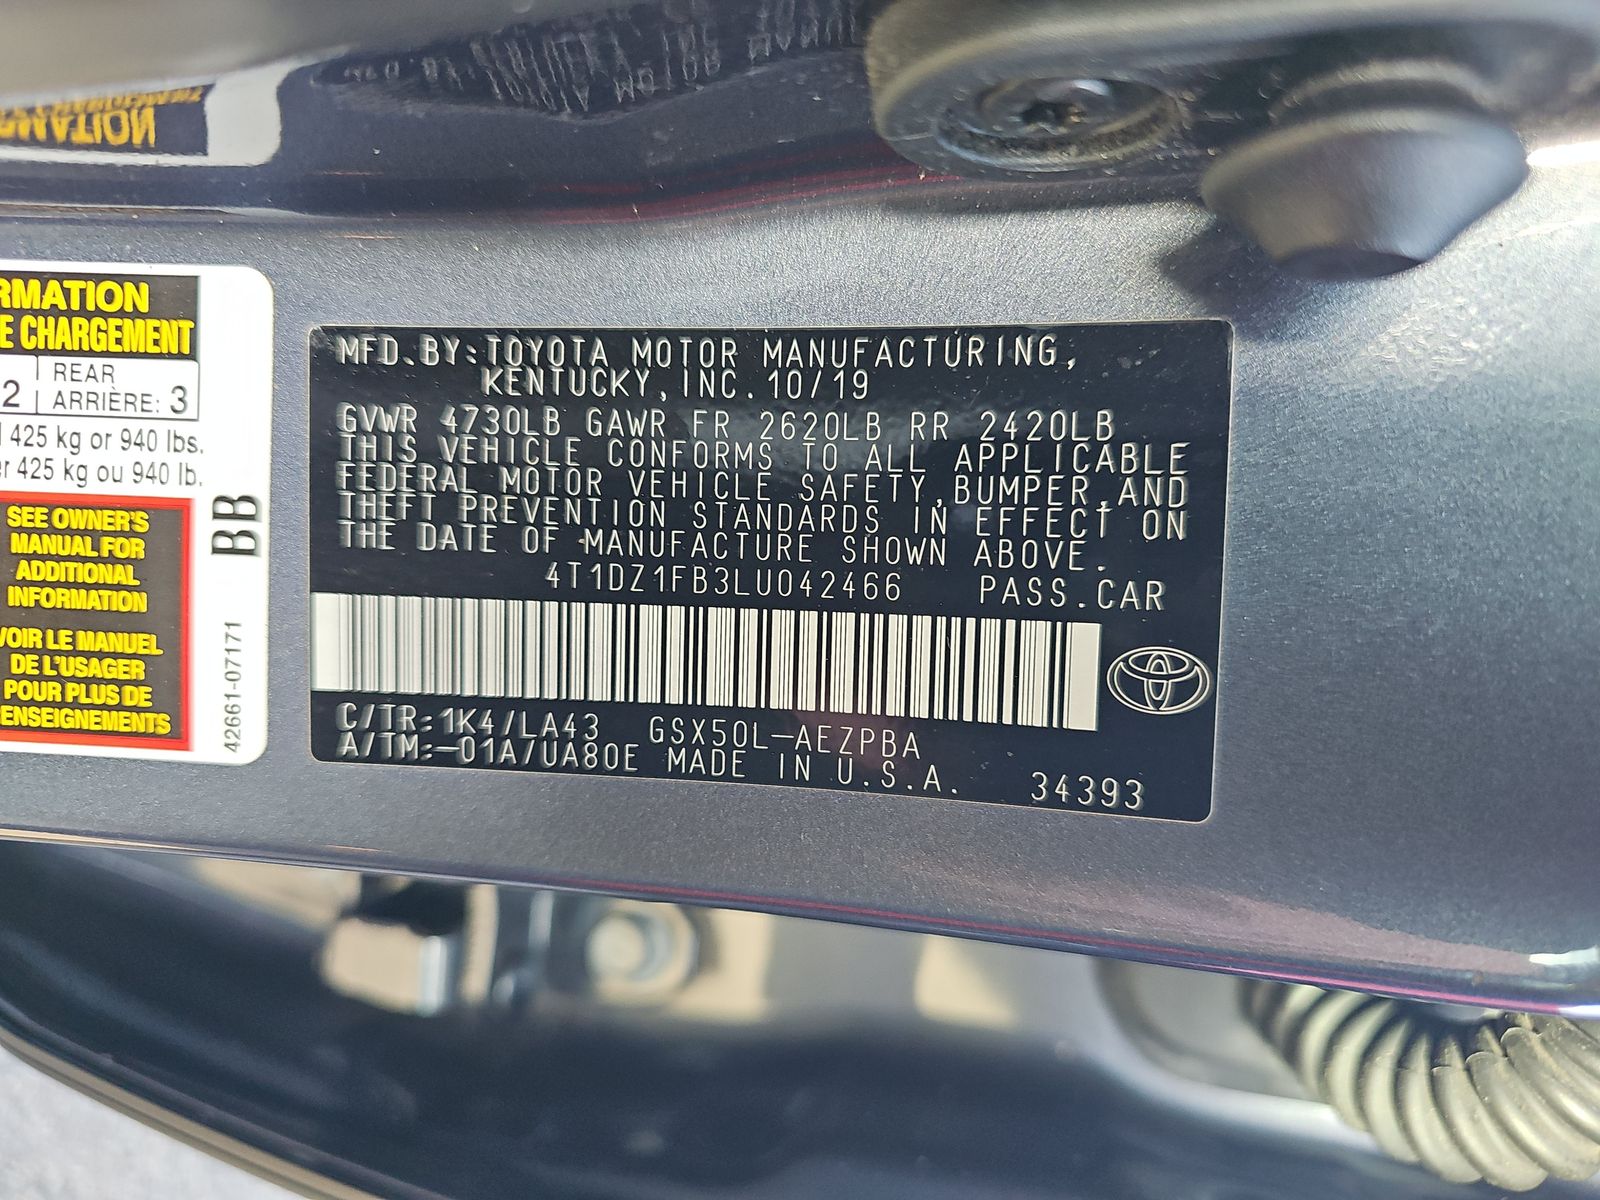 RMATION
E CHARGEMENT
2 REAR
ARRIÈRE: 3
425 kg or 940 lbs.
er 425 kg ou 940 lb.
SEE OWNER'S
MANUAL FOR
ADDITIONAL
INFORMATION
VOIR LE MANUEL
DE L'USAGER
POUR PLUS DE
ENSEIGNEMENTS
BB
42661-07171
MFD.BY:TOYOTA MOTOR MANUFACTURING,
KENTUCKY,INC.10/19
GVWR 4730LB GAWR FR 2620LB RR 2420LB
THIS VEHICLE CONFORMS TO ALL APPLICABLE
FEDERAL MOTOR VEHICLE SAFETY,BUMPER,AND
THEFT PREVENTION STANDARDS IN EFFECT ON
THE DATE OF MANUFACTURE SHOWN ABOVE.
4T1DZ1FB3LU042466 PASS.CAR
C/TR:1K4/LA43 GSX50L-AEZPBA
A/TM:-01A/UA80E MADE IN U.S.A. 34393